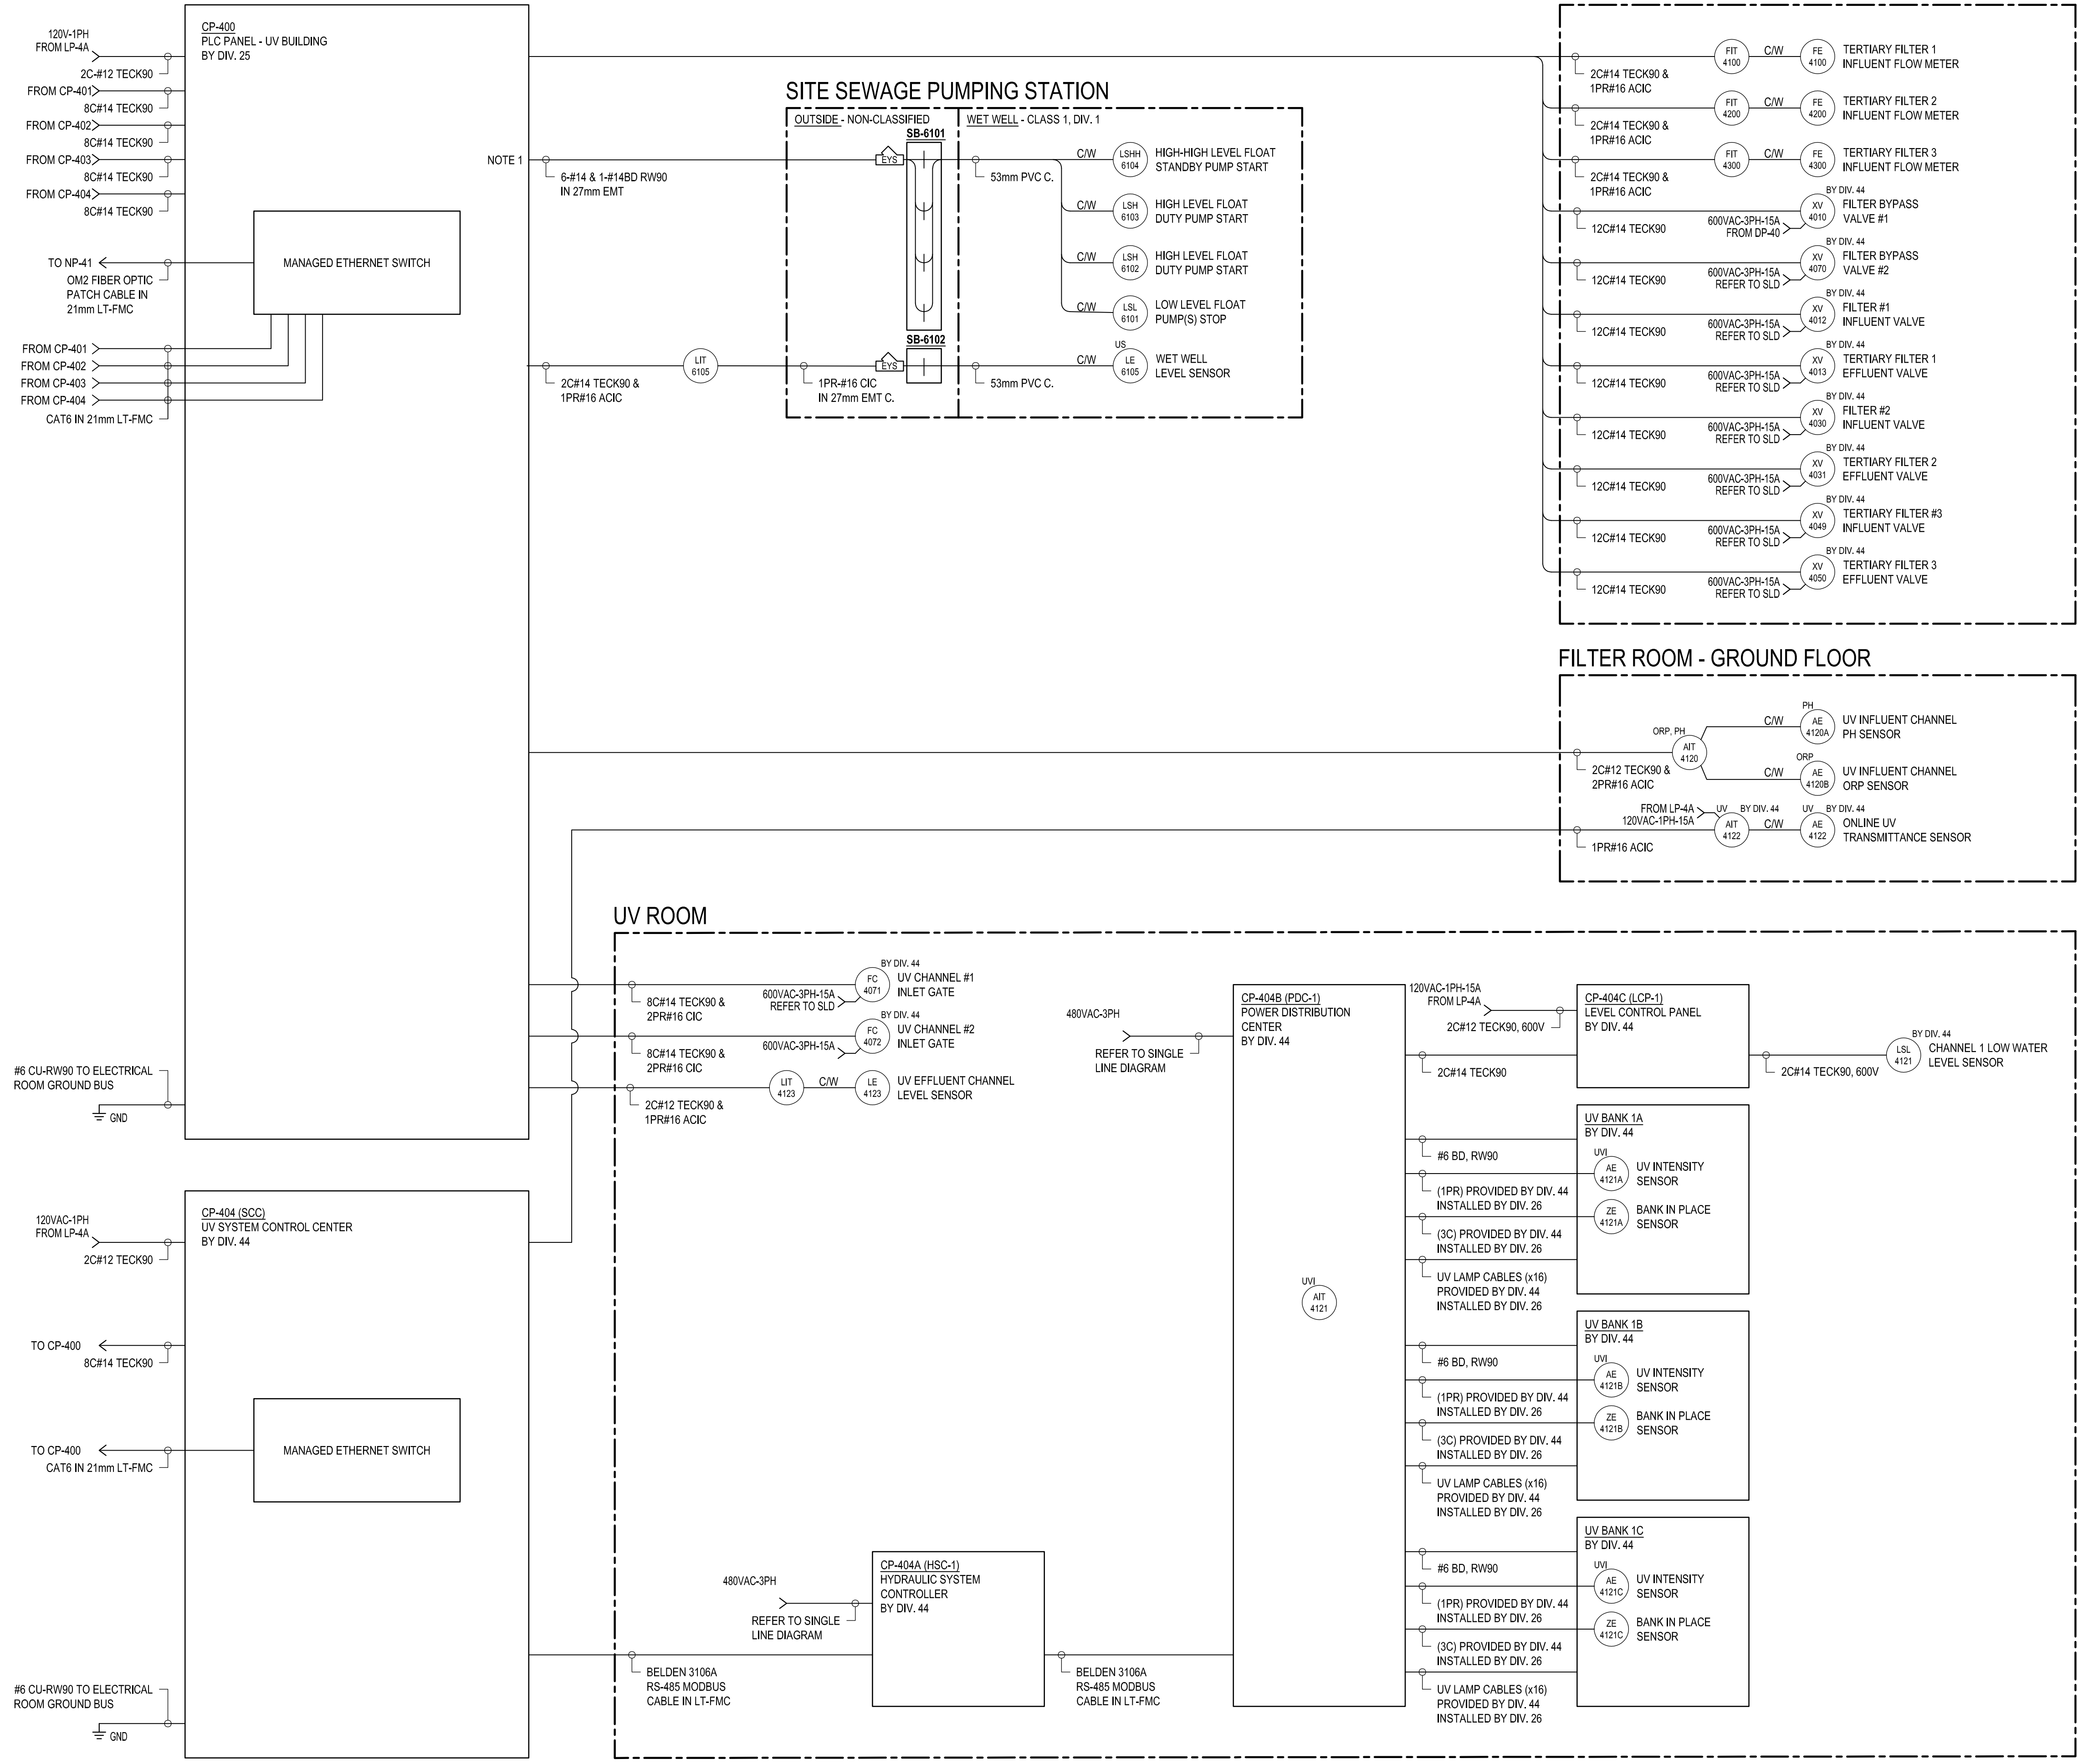 120V-1PH
FROM LP-4A
2C-#12 TECK90
FROM CP-401
8C#14 TECK90
FROM CP-402
8C#14 TECK90
FROM CP-403
8C#14 TECK90
FROM CP-404
8C#14 TECK90
TO NP-41
OM2 FIBER OPTIC
PATCH CABLE IN
21mm LT-FMC
FROM CP-401
FROM CP-402
FROM CP-403
FROM CP-404
CAT6 IN 21mm LT-FMC
#6 CU-RW90 TO ELECTRICAL
ROOM GROUND BUS
GND
CP-400
PLC PANEL - UV BUILDING
BY DIV. 25
NOTE 1
MANAGED ETHERNET SWITCH
6-#14 & 1-#14BD RW90
IN 27mm EMT
2C#14 TECK90 &
1PR#16 ACIC
LIT
6105
SITE SEWAGE PUMPING STATION
OUTSIDE - NON-CLASSIFIED
WET WELL - CLASS 1, DIV. 1
SB-6101
EYS
53mm PVC C.
C/W
LSHH
6104
HIGH-HIGH LEVEL FLOAT
STANDBY PUMP START
C/W
LSH
6103
HIGH LEVEL FLOAT
DUTY PUMP START
C/W
LSH
6102
HIGH LEVEL FLOAT
DUTY PUMP START
C/W
LSL
6101
LOW LEVEL FLOAT
PUMP(S) STOP
SB-6102
EYS
1PR-#16 CIC
IN 27mm EMT C.
53mm PVC C.
C/W
US
LE
6105
WET WELL
LEVEL SENSOR
2C#14 TECK90 &
1PR#16 ACIC
FIT
4100
C/W
FE
4100
TERTIARY FILTER 1
INFLUENT FLOW METER
2C#14 TECK90 &
1PR#16 ACIC
FIT
4200
C/W
FE
4200
TERTIARY FILTER 2
INFLUENT FLOW METER
2C#14 TECK90 &
1PR#16 ACIC
FIT
4300
C/W
FE
4300
TERTIARY FILTER 3
INFLUENT FLOW METER
12C#14 TECK90
600VAC-3PH-15A
FROM DP-40
BY DIV. 44
XV
4010
FILTER BYPASS
VALVE #1
12C#14 TECK90
600VAC-3PH-15A
REFER TO SLD
BY DIV. 44
XV
4070
FILTER BYPASS
VALVE #2
12C#14 TECK90
600VAC-3PH-15A
REFER TO SLD
BY DIV. 44
XV
4012
FILTER #1
INFLUENT VALVE
12C#14 TECK90
600VAC-3PH-15A
REFER TO SLD
BY DIV. 44
XV
4013
TERTIARY FILTER 1
EFFLUENT VALVE
12C#14 TECK90
600VAC-3PH-15A
REFER TO SLD
BY DIV. 44
XV
4030
FILTER #2
INFLUENT VALVE
12C#14 TECK90
600VAC-3PH-15A
REFER TO SLD
BY DIV. 44
XV
4031
TERTIARY FILTER 2
EFFLUENT VALVE
12C#14 TECK90
600VAC-3PH-15A
REFER TO SLD
BY DIV. 44
XV
4049
TERTIARY FILTER #3
INFLUENT VALVE
12C#14 TECK90
600VAC-3PH-15A
REFER TO SLD
BY DIV. 44
XV
4050
TERTIARY FILTER 3
EFFLUENT VALVE
FILTER ROOM - GROUND FLOOR
2C#12 TECK90 &
2PR#16 ACIC
ORP, PH
AIT
4120
C/W
PH
AE
4120A
UV INFLUENT CHANNEL
PH SENSOR
C/W
ORP
AE
4120B
UV INFLUENT CHANNEL
ORP SENSOR
1PR#16 ACIC
FROM LP-4A
120VAC-1PH-15A
UV BY DIV. 44
AIT
4122
C/W
UV BY DIV. 44
AE
4122
ONLINE UV
TRANSMITTANCE SENSOR
UV ROOM
8C#14 TECK90 &
2PR#16 CIC
600VAC-3PH-15A
REFER TO SLD
BY DIV. 44
FC
4071
UV CHANNEL #1
INLET GATE
8C#14 TECK90 &
2PR#16 CIC
600VAC-3PH-15A
BY DIV. 44
FC
4072
UV CHANNEL #2
INLET GATE
2C#12 TECK90 &
1PR#16 ACIC
LIT
4123
C/W
LE
4123
UV EFFLUENT CHANNEL
LEVEL SENSOR
480VAC-3PH
REFER TO SINGLE
LINE DIAGRAM
CP-404B (PDC-1)
POWER DISTRIBUTION
CENTER
BY DIV. 44
UVI
AIT
4121
120VAC-1PH-15A
FROM LP-4A
2C#12 TECK90, 600V
2C#14 TECK90
CP-404C (LCP-1)
LEVEL CONTROL PANEL
BY DIV. 44
2C#14 TECK90, 600V
BY DIV. 44
LSL
4121
CHANNEL 1 LOW WATER
LEVEL SENSOR
#6 BD, RW90
(1PR) PROVIDED BY DIV. 44
INSTALLED BY DIV. 26
(3C) PROVIDED BY DIV. 44
INSTALLED BY DIV. 26
UV LAMP CABLES (x16)
PROVIDED BY DIV. 44
INSTALLED BY DIV. 26
UV BANK 1A
BY DIV. 44
UVI
AE
4121A
UV INTENSITY
SENSOR
ZE
4121A
BANK IN PLACE
SENSOR
#6 BD, RW90
(1PR) PROVIDED BY DIV. 44
INSTALLED BY DIV. 26
(3C) PROVIDED BY DIV. 44
INSTALLED BY DIV. 26
UV LAMP CABLES (x16)
PROVIDED BY DIV. 44
INSTALLED BY DIV. 26
UV BANK 1B
BY DIV. 44
UVI
AE
4121B
UV INTENSITY
SENSOR
ZE
4121B
BANK IN PLACE
SENSOR
#6 BD, RW90
(1PR) PROVIDED BY DIV. 44
INSTALLED BY DIV. 26
(3C) PROVIDED BY DIV. 44
INSTALLED BY DIV. 26
UV LAMP CABLES (x16)
PROVIDED BY DIV. 44
INSTALLED BY DIV. 26
UV BANK 1C
BY DIV. 44
UVI
AE
4121C
UV INTENSITY
SENSOR
ZE
4121C
BANK IN PLACE
SENSOR
120VAC-1PH
FROM LP-4A
2C#12 TECK90
TO CP-400
8C#14 TECK90
TO CP-400
CAT6 IN 21mm LT-FMC
#6 CU-RW90 TO ELECTRICAL
ROOM GROUND BUS
GND
CP-404 (SCC)
UV SYSTEM CONTROL CENTER
BY DIV. 44
MANAGED ETHERNET SWITCH
BELDEN 3106A
RS-485 MODBUS
CABLE IN LT-FMC
480VAC-3PH
REFER TO SINGLE
LINE DIAGRAM
CP-404A (HSC-1)
HYDRAULIC SYSTEM
CONTROLLER
BY DIV. 44
BELDEN 3106A
RS-485 MODBUS
CABLE IN LT-FMC